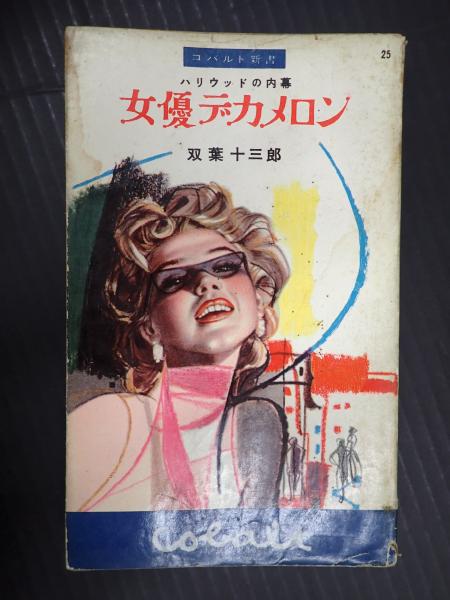 コバルト新書
25
ハリウッドの内幕
女優デカメロン
双葉十三郎
cobalt